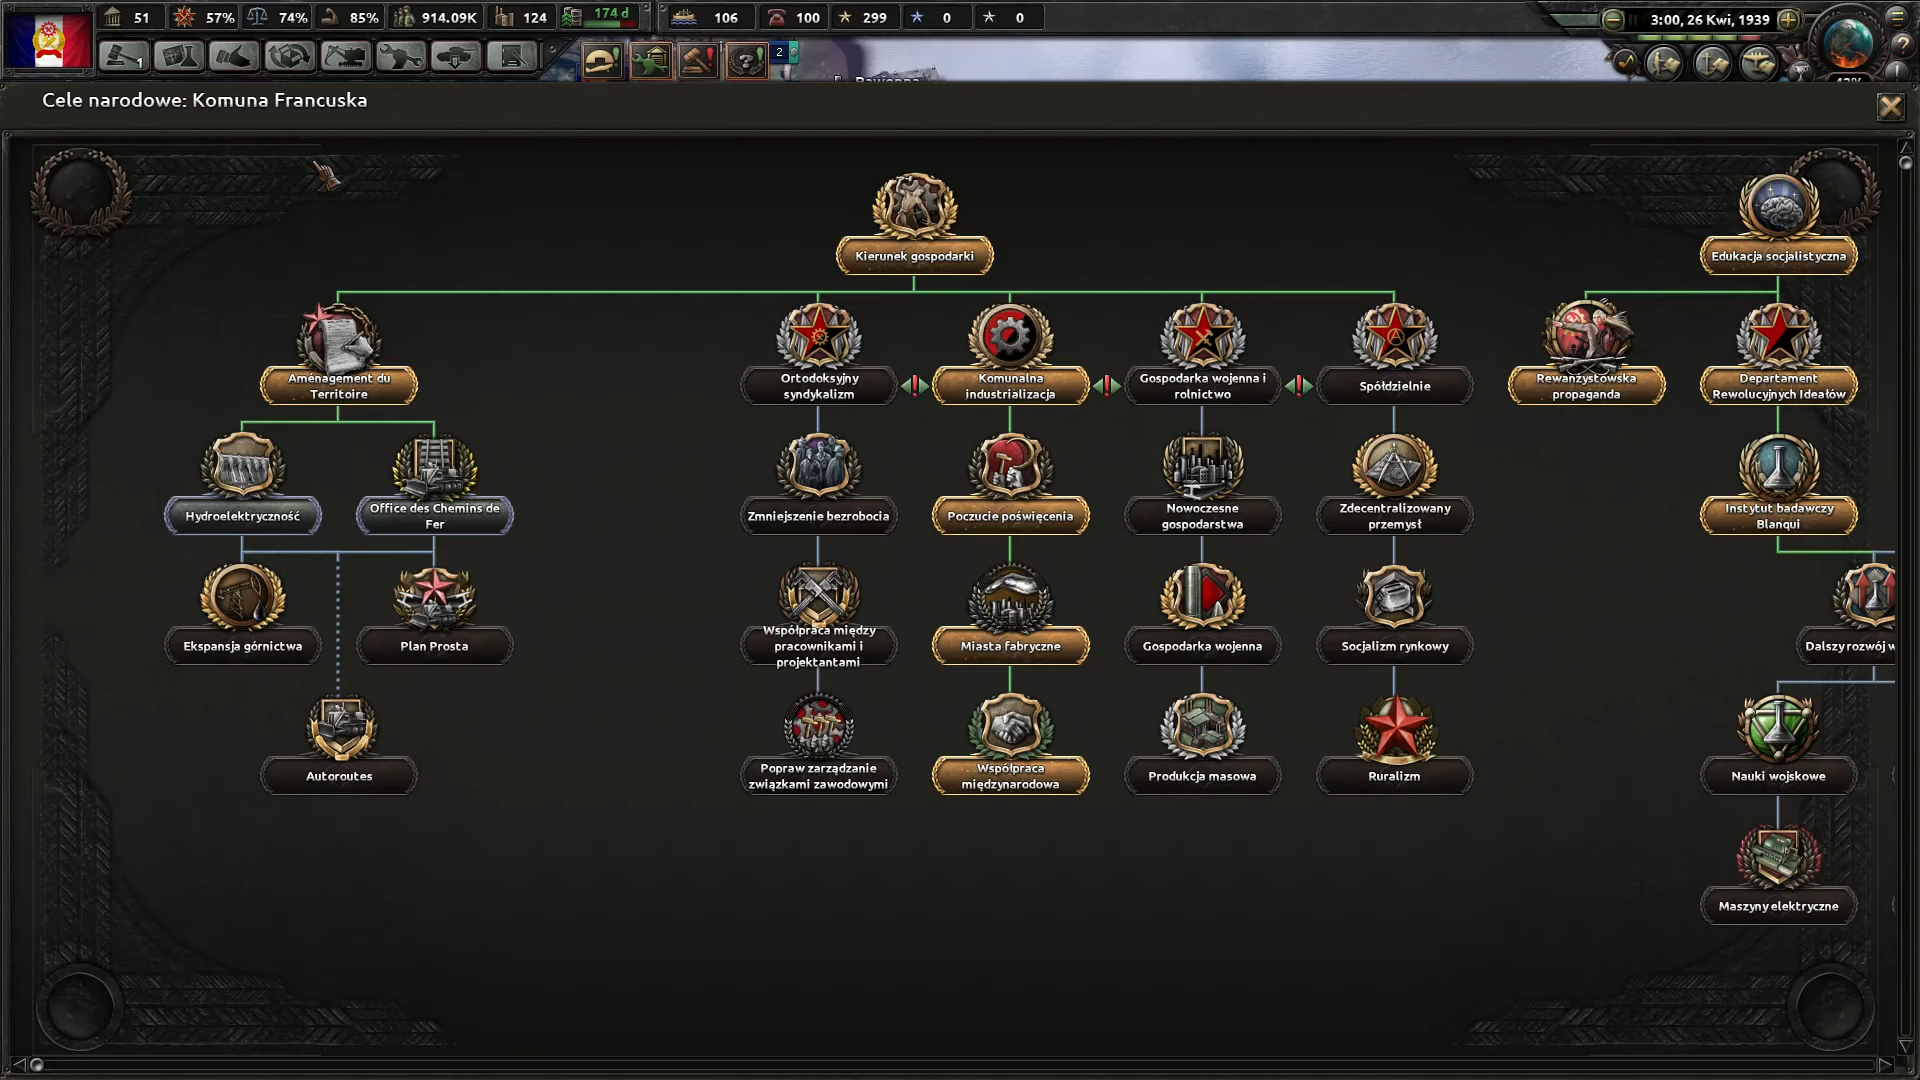 51
57%
74%
85%
914.09K
124
174 d
106
100
299
0
0
3:00, 26 Kwi, 1939
1
2
Cele narodowe: Komuna Francuska
Kierunek gospodarki
Edukacja socjalistyczna
Aménagement du
Territoire
Ortodoksyjny
syndykalizm
Komunalna
industrializacja
Gospodarka wojenna i
rolnictwo
Spółdzielnie
Rewanżystowska
propaganda
Departament
Rewolucyjnych Ideałów
Hydroelektryczność
Office des Chemins de
Fer
Zmniejszenie bezrobocia
Poczucie poświęcenia
Nowoczesne
gospodarstwa
Zdecentralizowany
przemysł
Instytut badawczy
Blanqui
Ekspansja górnictwa
Plan Prosta
Współpraca między
pracownikami i
projektantami
Miasta fabryczne
Gospodarka wojenna
Socjalizm rynkowy
Dalszy rozwój w
Autoroutes
Popraw zarządzanie
związkami zawodowymi
Współpraca
międzynarodowa
Produkcja masowa
Ruralizm
Nauki wojskowe
Maszyny elektryczne